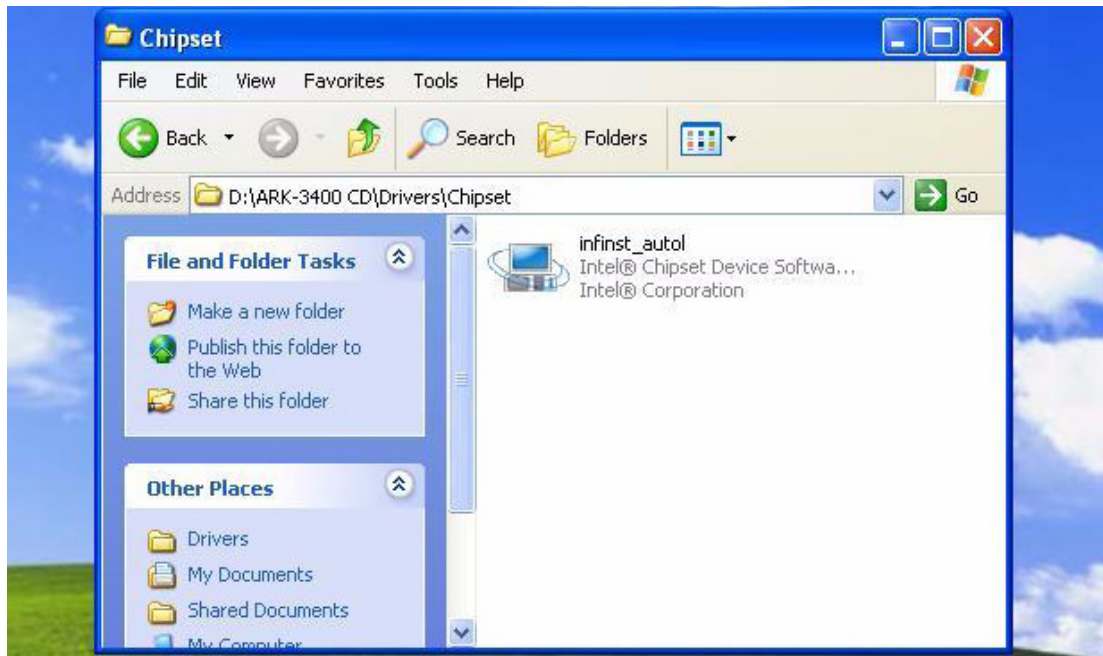 Chipset
File Edit View Favorites Tools Help
Back Search Folders
Address D:\ARK-3400 CD\Drivers\Chipset Go
File and Folder Tasks
Make a new folder
Publish this folder to
the Web
Share this folder
Other Places
Drivers
My Documents
Shared Documents
My Computer
infinst_autol
Intel® Chipset Device Softwa...
Intel® Corporation